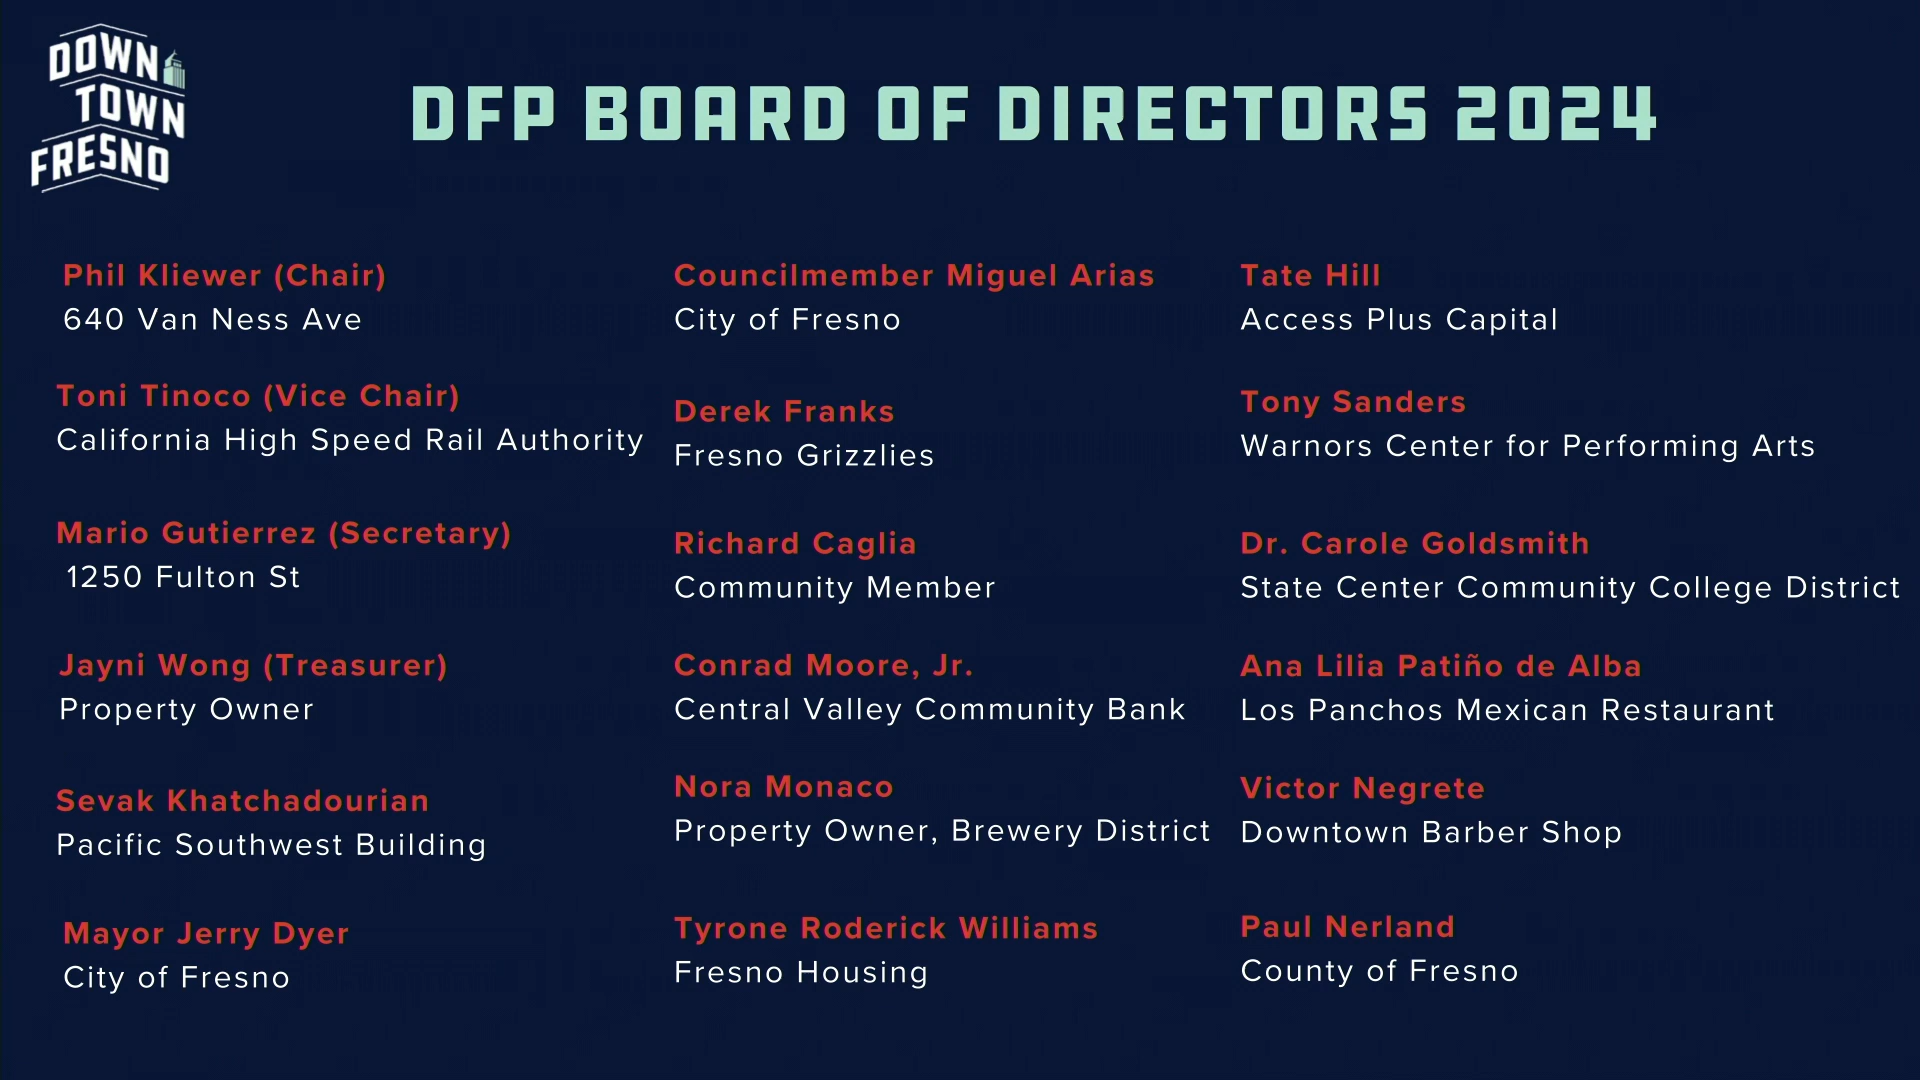 DOWN
TOWN
FRESNO
DFP BOARD OF DIRECTORS 2024
Phil Kliewer (Chair)
640 Van Ness Ave
Toni Tinoco (Vice Chair)
California High Speed Rail Authority
Mario Gutierrez (Secretary)
1250 Fulton St
Jayni Wong (Treasurer)
Property Owner
Sevak Khatchadourian
Pacific Southwest Building
Mayor Jerry Dyer
City of Fresno
Councilmember Miguel Arias
City of Fresno
Derek Franks
Fresno Grizzlies
Richard Caglia
Community Member
Conrad Moore, Jr.
Central Valley Community Bank
Nora Monaco
Property Owner, Brewery District
Tyrone Roderick Williams
Fresno Housing
Tate Hill
Access Plus Capital
Tony Sanders
Warnors Center for Performing Arts
Dr. Carole Goldsmith
State Center Community College District
Ana Lilia Patiño de Alba
Los Panchos Mexican Restaurant
Victor Negrete
Downtown Barber Shop
Paul Nerland
County of Fresno